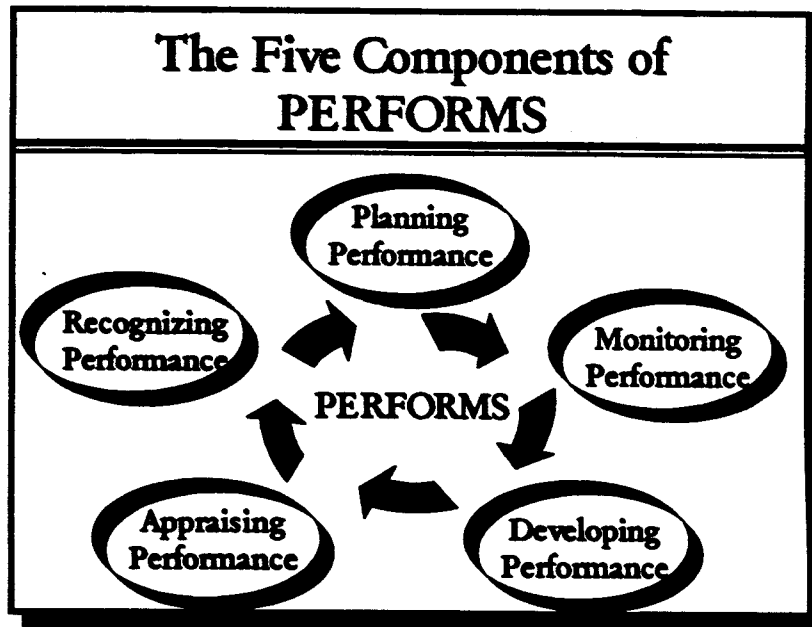 The Five Components of
PERFORMS
Planning
Performance
Recognizing
Performance
Monitoring
Performance
PERFORMS
Appraising
Performance
Developing
Performance